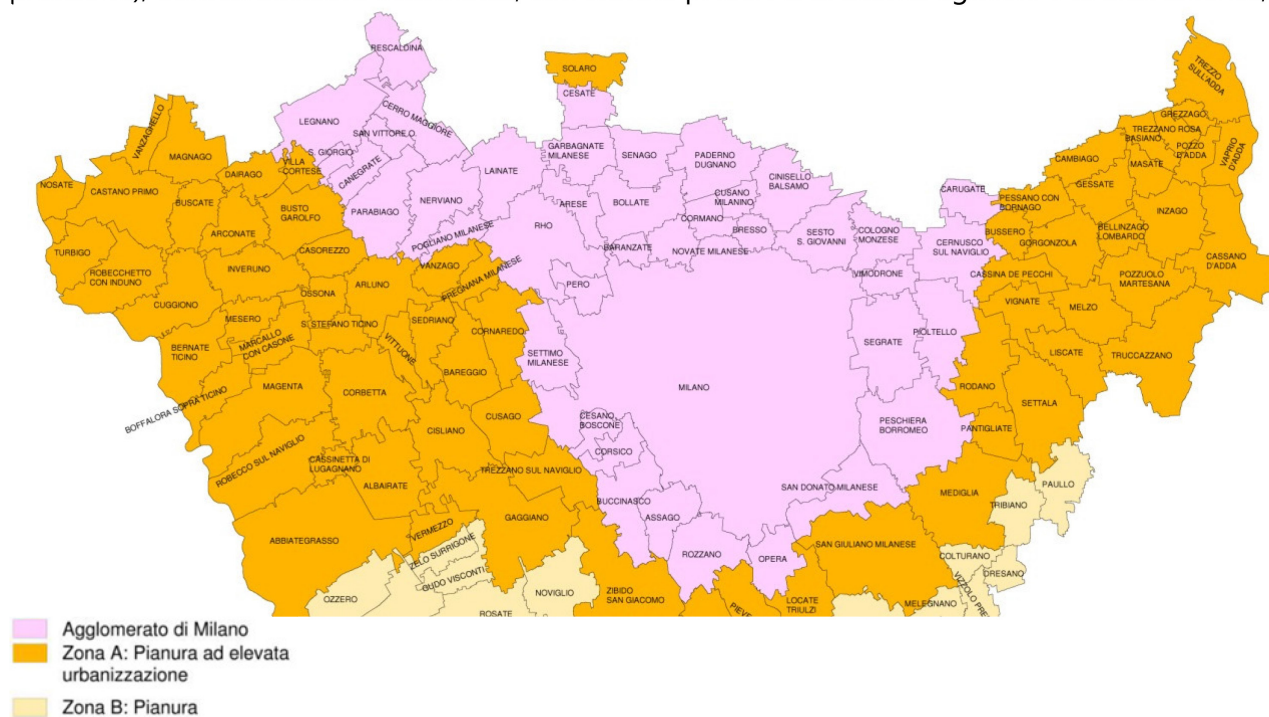 RESCALDINA
SOLARO
CESATE
TREZZO
SULL'ADDA
LEGNANO
CERRO MAGGIORE
SAN VITTORE O.
S. GIORGIO
CANEGRATE
VILLA
CORTESE
VANZAGHELLO
MAGNAGO
DAIRAGO
NOSATE
CASTANO PRIMO
BUSCATE
BUSTO
GAROLFO
ARCONATE
PARABIAGO
NERVIANO
LAINATE
POGLIANO MILANESE
GARBAGNATE
MILANESE
SENAGO
PADERNO
DUGNANO
CINISELLO
BALSAMO
CUSANO
MILANINO
ARESE
BOLLATE
CORMANO
BRESSO
RHO
BARANZATE
NOVATE MILANESE
SESTO
S. GIOVANNI
COLOGNO
MONZESE
CARUGATE
CERNUSCO
SUL NAVIGLIO
VIMODRONE
GREZZAGO
TREZZANO ROSA
BASIANO
POZZO
D'ADDA
VAPRIO
D'ADDA
CAMBIAGO
MASATE
GESSATE
PESSANO CON
BORNAGO
INZAGO
BUSSERO
GORGONZOLA
BELLINZAGO
LOMBARDO
CASSANO
D'ADDA
CASSINA DE PECCHI
POZZUOLO
MARTESANA
TURBIGO
ROBECCHETTO
CON INDUNO
CASOREZZO
INVERUNO
VANZAGO
PREGNANA MILANESE
PERO
CUGGIONO
OSSONA
ARLUNO
MESERO
S. STEFANO TICINO
SEDRIANO
CORNAREDO
VITTUONE
MARCALLO
CON CASONE
BERNATE
TICINO
SETTIMO
MILANESE
BAREGGIO
MAGENTA
CORBETTA
BOFFALORA SOPRA TICINO
MILANO
SEGRATE
PIOLTELLO
VIGNATE
MELZO
LISCATE
TRUCCAZZANO
RODANO
SETTALA
PESCHIERA
BORROMEO
PANTIGLIATE
CUSAGO
CISLIANO
CESANO
BOSCONE
CORSICO
ROBECCO SUL NAVIGLIO
CASSINETTA DI
LUGAGNANO
TREZZANO SUL NAVIGLIO
ALBAIRATE
BUCCINASCO
ASSAGO
SAN DONATO MILANESE
MEDIGLIA
PAULLO
TRIBIANO
ABBIATEGRASSO
VERMEZZO
GAGGIANO
ZELO SURRIGONE
GUDO VISCONTI
ROZZANO
OPERA
SAN GIULIANO MILANESE
COLTURANO
DRESANO
OZZERO
NOVIGLIO
ROSATE
ZIBIDO
SAN GIACOMO
PIEVE
LOCATE
TRIULZI
MELEGNANO
VIZZOLO PRE
Agglomerato di Milano
Zona A: Pianura ad elevata
urbanizzazione
Zona B: Pianura